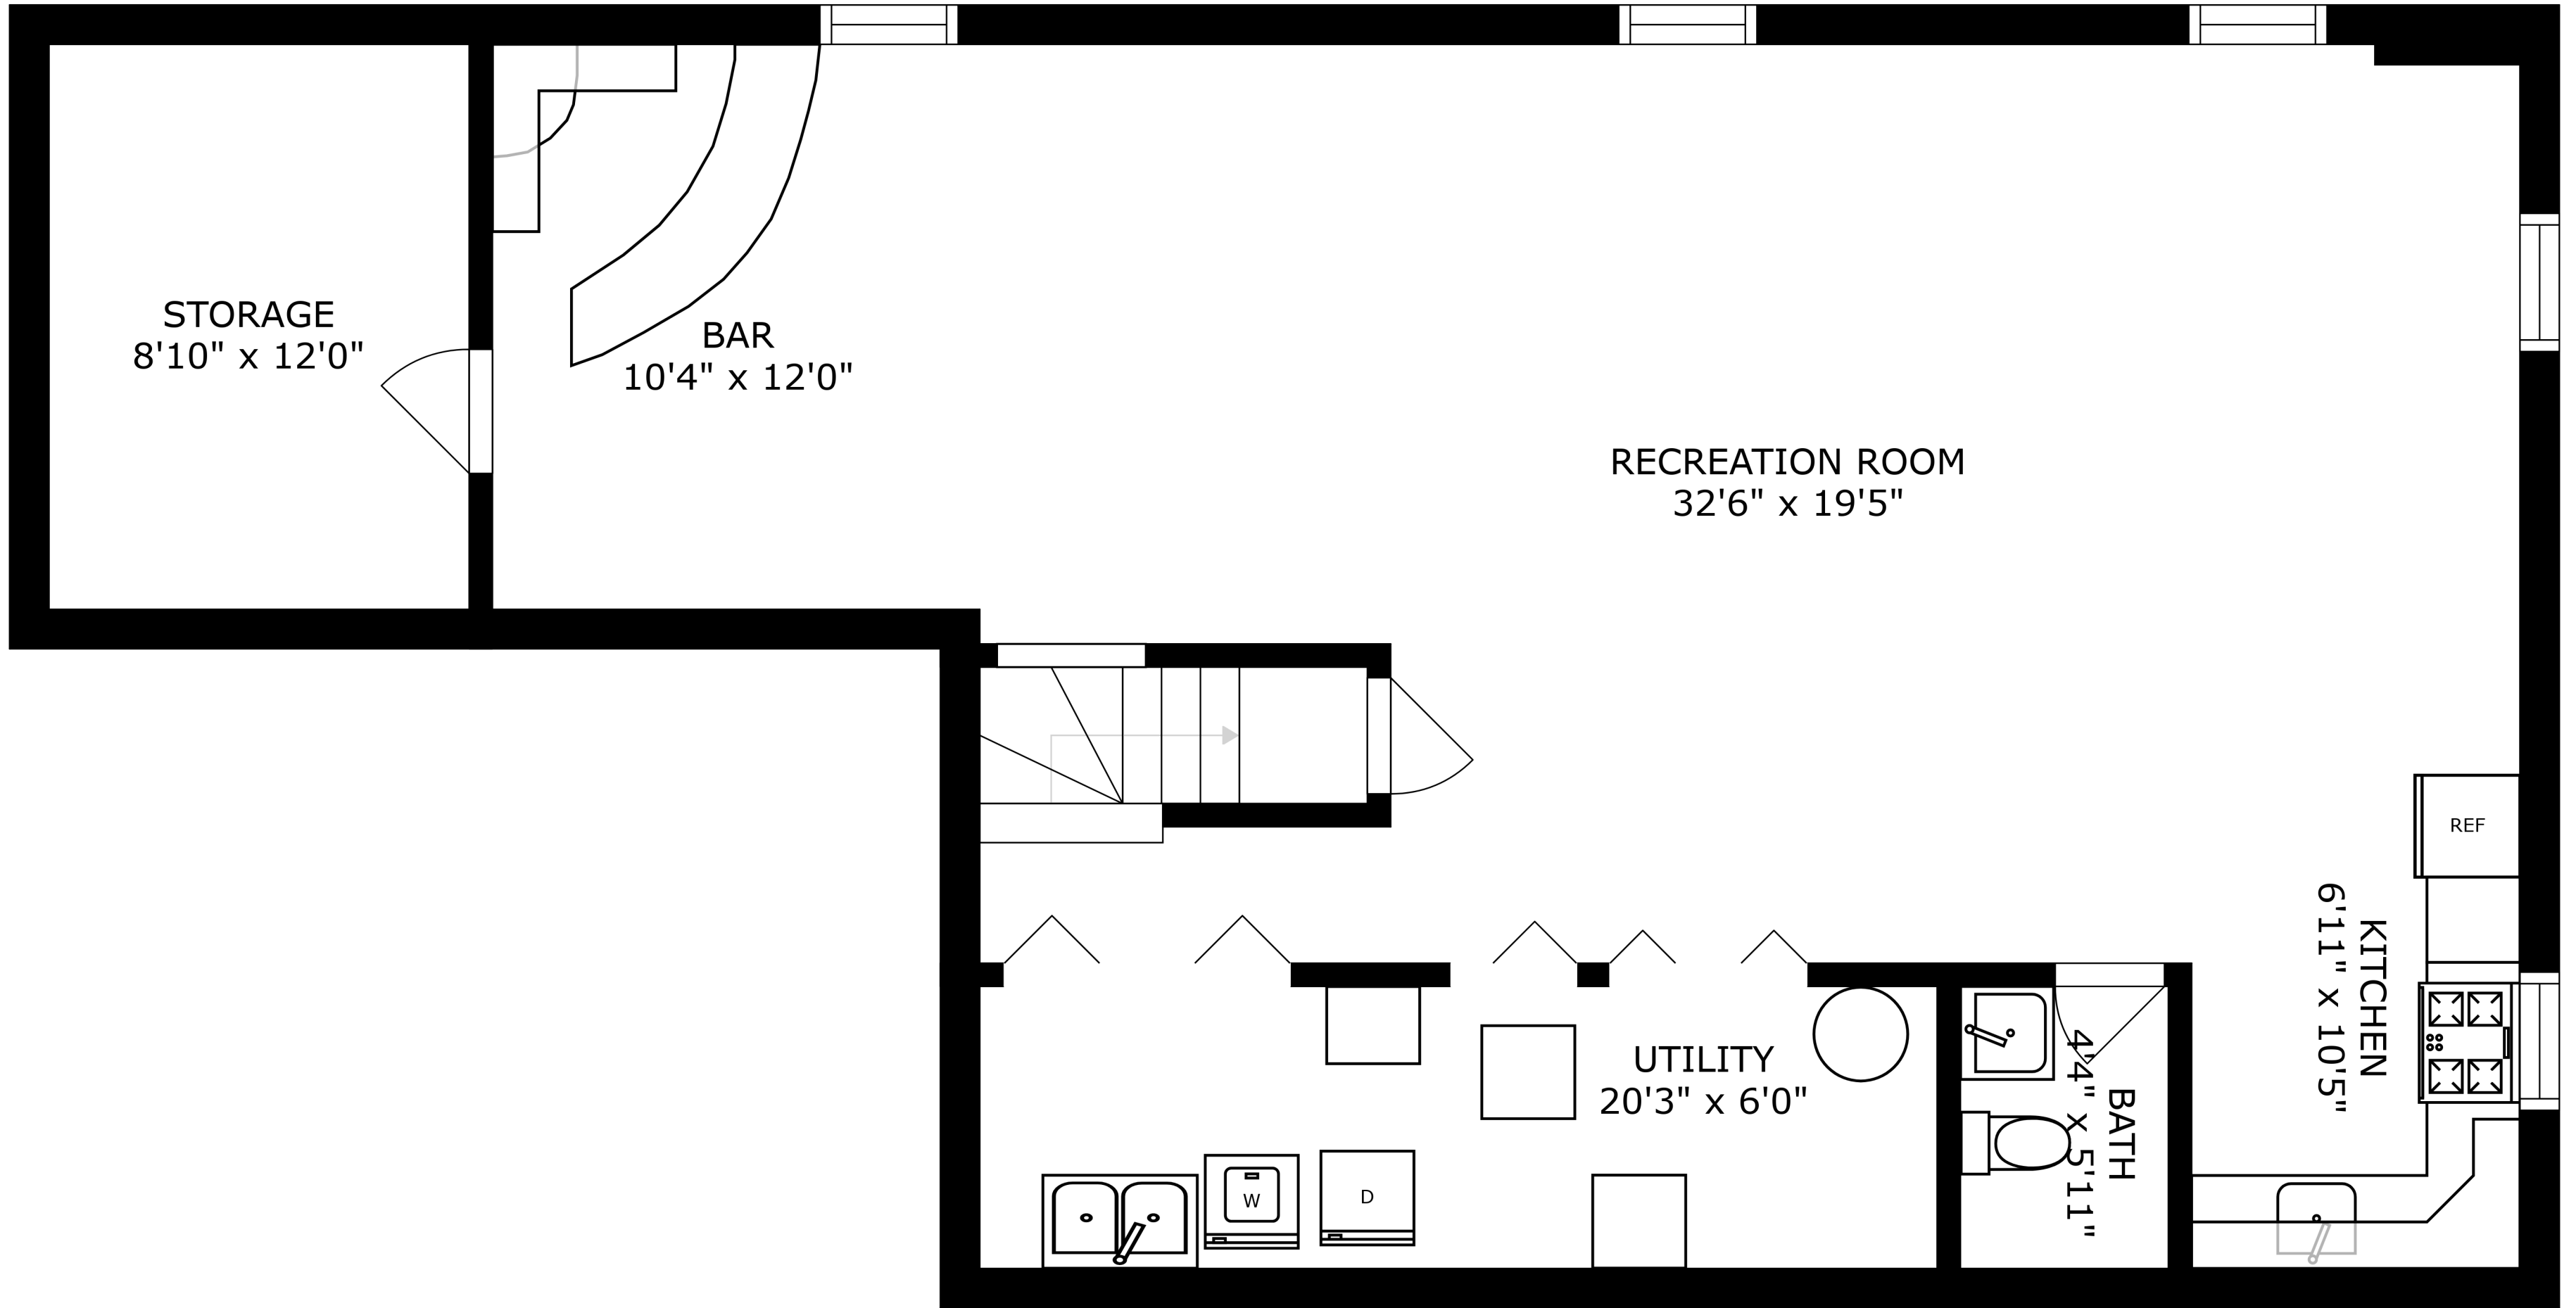 STORAGE
8'10" x 12'0"
BAR
10'4" x 12'0"
RECREATION ROOM
32'6" x 19'5"
REF
KITCHEN
6'11" x 10'5"
UTILITY
20'3" x 6'0"
BATH
4'4" x 5'11"
W
D